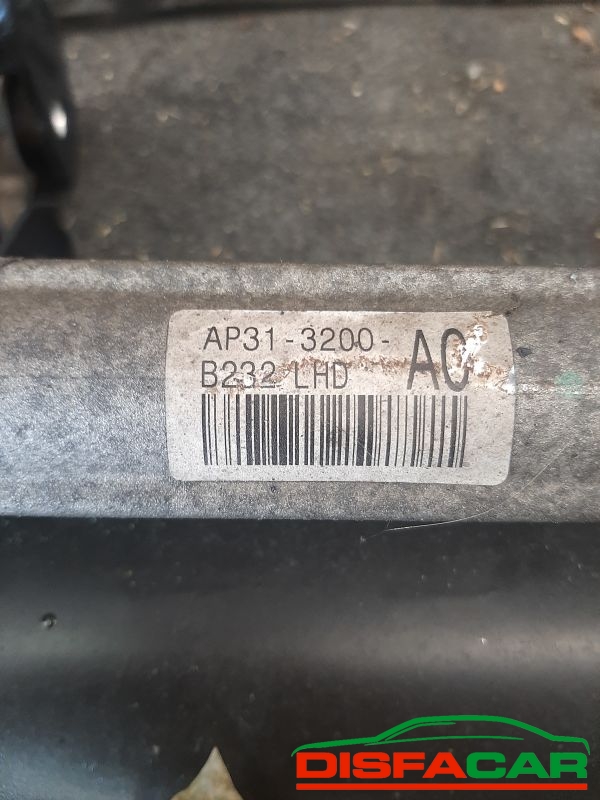 AP31-3200-
B232 LHD AC
DISFACAR